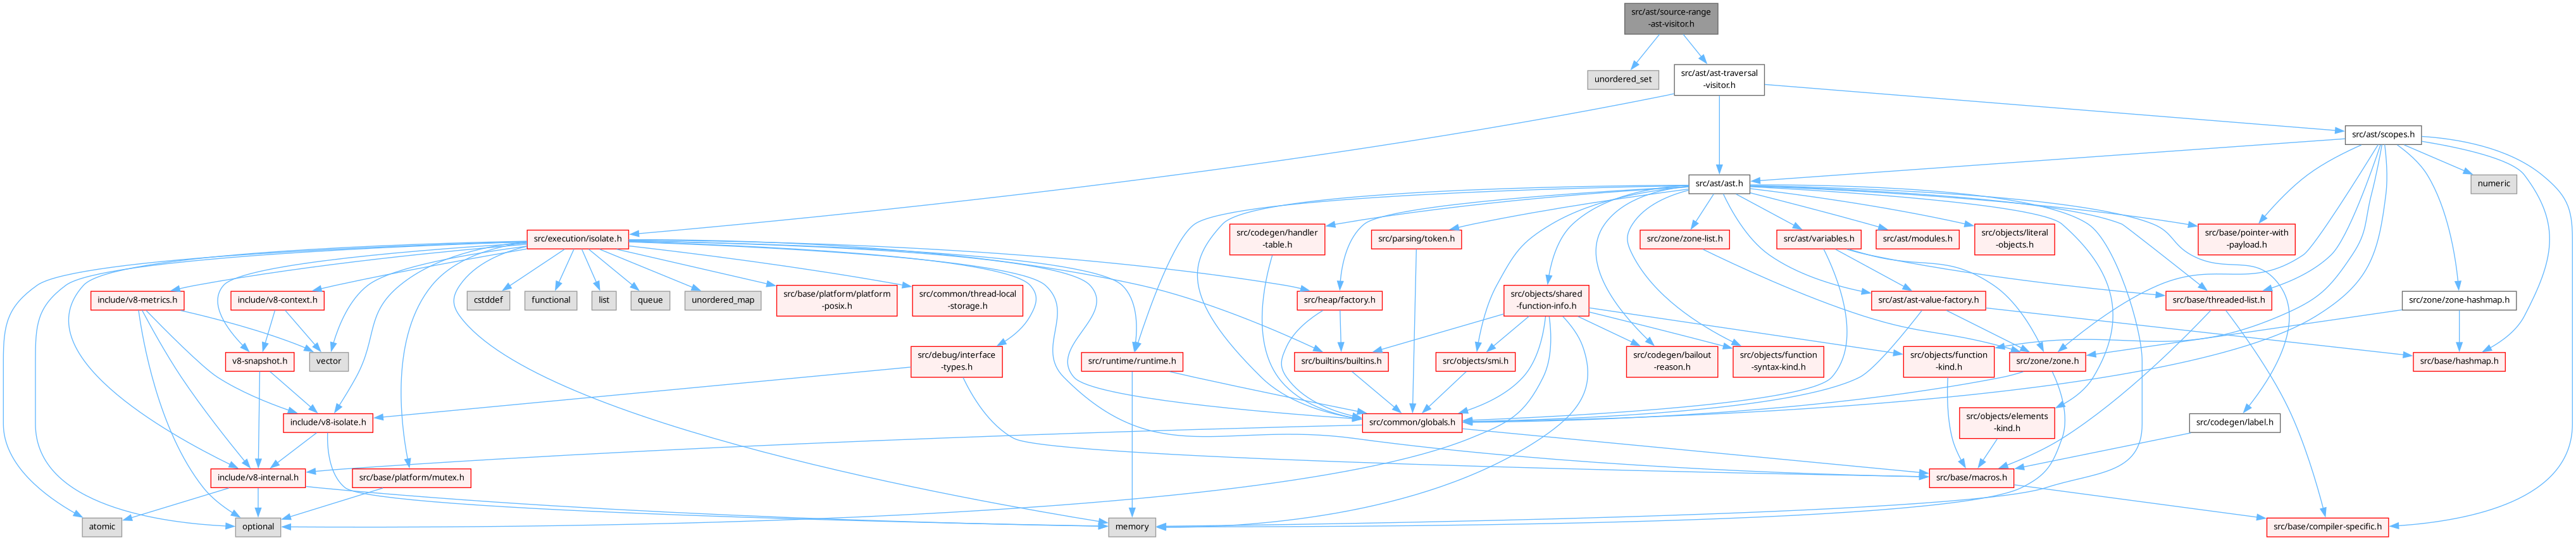 src/ast/source-range
-ast-visitor.h
unordered_set
src/ast/ast-traversal
-visitor.h
src/ast/scopes.h
src/ast/ast.h
numeric
src/execution/isolate.h
src/codegen/handler
-table.h
src/parsing/token.h
src/zone/zone-list.h
src/ast/variables.h
src/ast/modules.h
src/objects/literal
-objects.h
src/base/pointer-with
-payload.h
include/v8-metrics.h
include/v8-context.h
cstddef
functional
list
queue
unordered_map
src/base/platform/platform
-posix.h
src/common/thread-local
-storage.h
src/heap/factory.h
src/objects/shared
-function-info.h
src/ast/ast-value-factory.h
src/base/threaded-list.h
src/zone/zone-hashmap.h
v8-snapshot.h
vector
src/debug/interface
-types.h
src/runtime/runtime.h
src/builtins/builtins.h
src/objects/smi.h
src/codegen/bailout
-reason.h
src/objects/function
-syntax-kind.h
src/objects/function
-kind.h
src/zone/zone.h
src/base/hashmap.h
include/v8-isolate.h
src/common/globals.h
src/objects/elements
-kind.h
src/codegen/label.h
include/v8-internal.h
src/base/platform/mutex.h
src/base/macros.h
atomic
optional
memory
src/base/compiler-specific.h